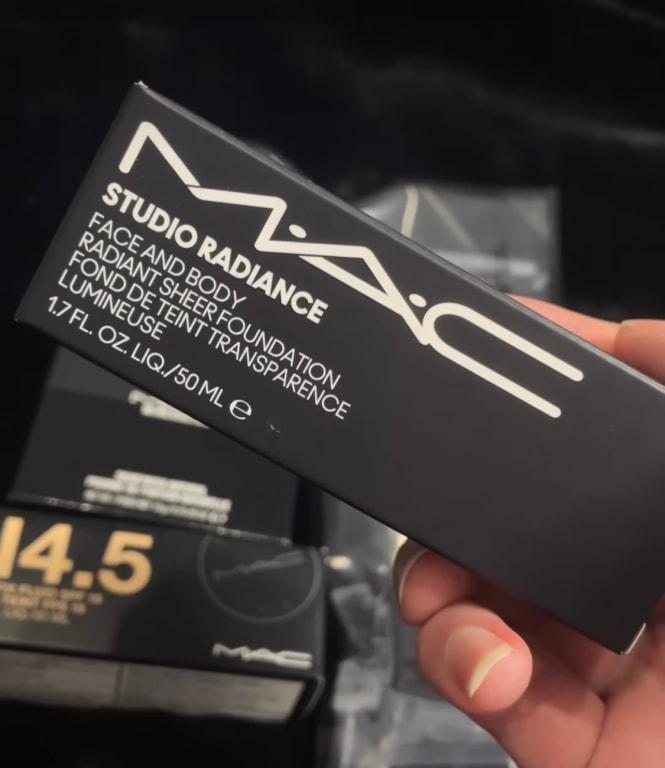 MAC
STUDIO RADIANCE
FACE AND BODY
RADIANT SHEER FOUNDATION
FOND DE TEINT TRANSPARENCE
LUMINEUSE
1.7 FL. OZ. LIQ./50 ML ℮
14.5
MAC